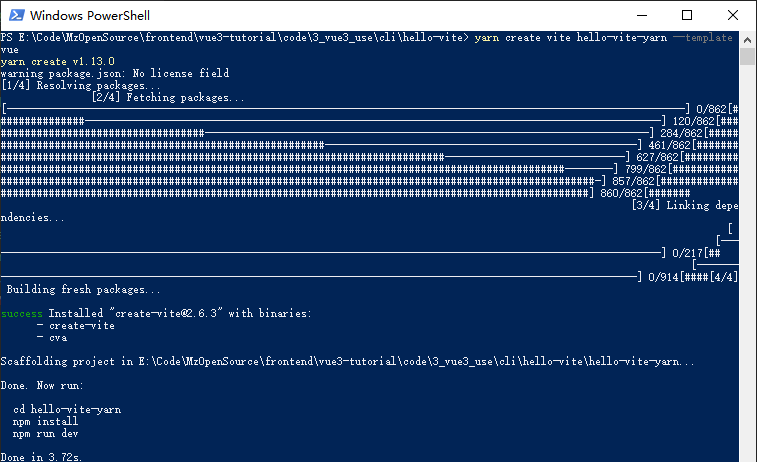 Windows PowerShell
PS E:\Code\MzOpenSource\frontend\vue3-tutorial\code\3_vue3_use\cli\hello-vite> yarn create vite hello-vite-yarn --template
vue
yarn create v1.13.0
warning package.json: No license field
[1/4] Resolving packages...
[2/4] Fetching packages...
0/862
120/862
284/862
461/862
627/862
799/862
857/862
860/862
[3/4] Linking depe
ndencies...
0/217
0/914[####[4/4]
Building fresh packages...
success Installed "create-vite@2.6.3" with binaries:
- create-vite
- cva
Scaffolding project in E:\Code\MzOpenSource\frontend\vue3-tutorial\code\3_vue3_use\cli\hello-vite\hello-vite-yarn...
Done. Now run:
cd hello-vite-yarn
npm install
npm run dev
Done in 3.72s.